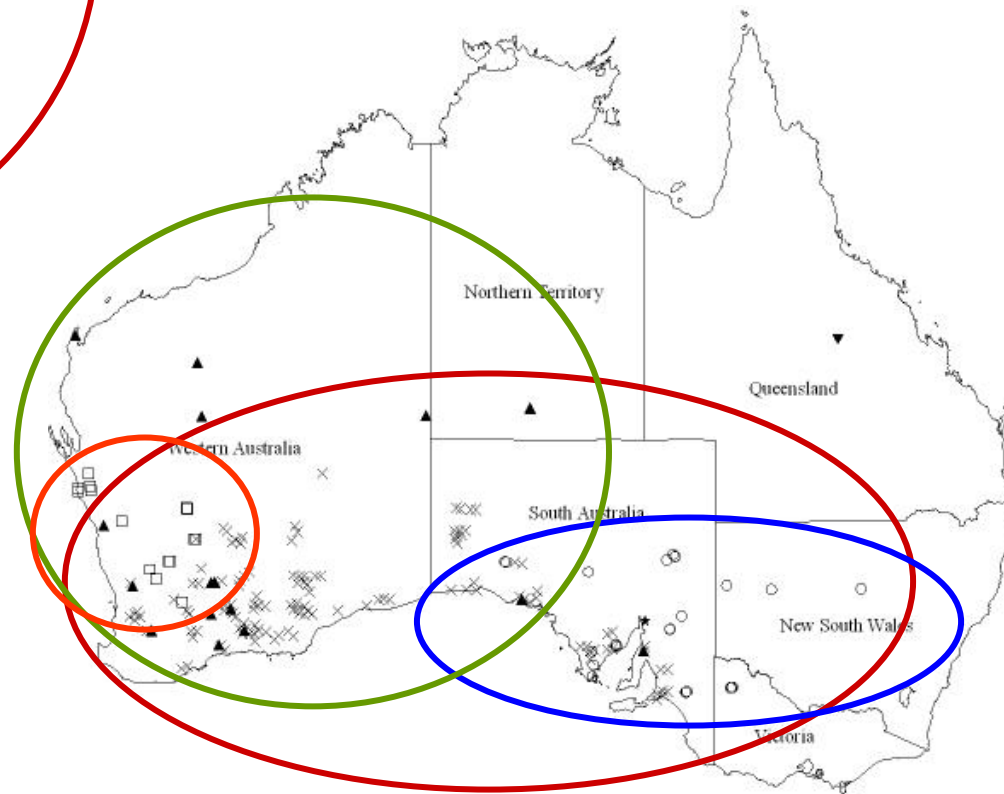 Northern Territory
Queensland
Western Australia
South Australia
New South Wales
Victoria